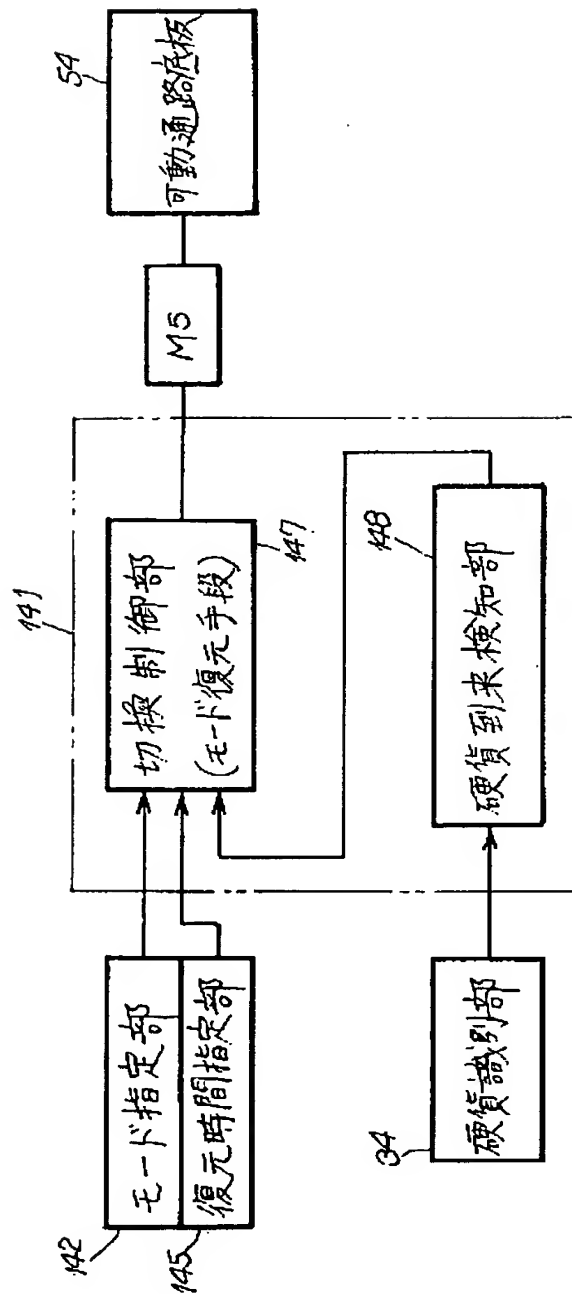 142
モード指定部
復元時間指定部
145
141
切換制御部
(モード復元手段)
147
M5
54
可動通路底板
34
硬貨識別部
硬貨到来検知部
148